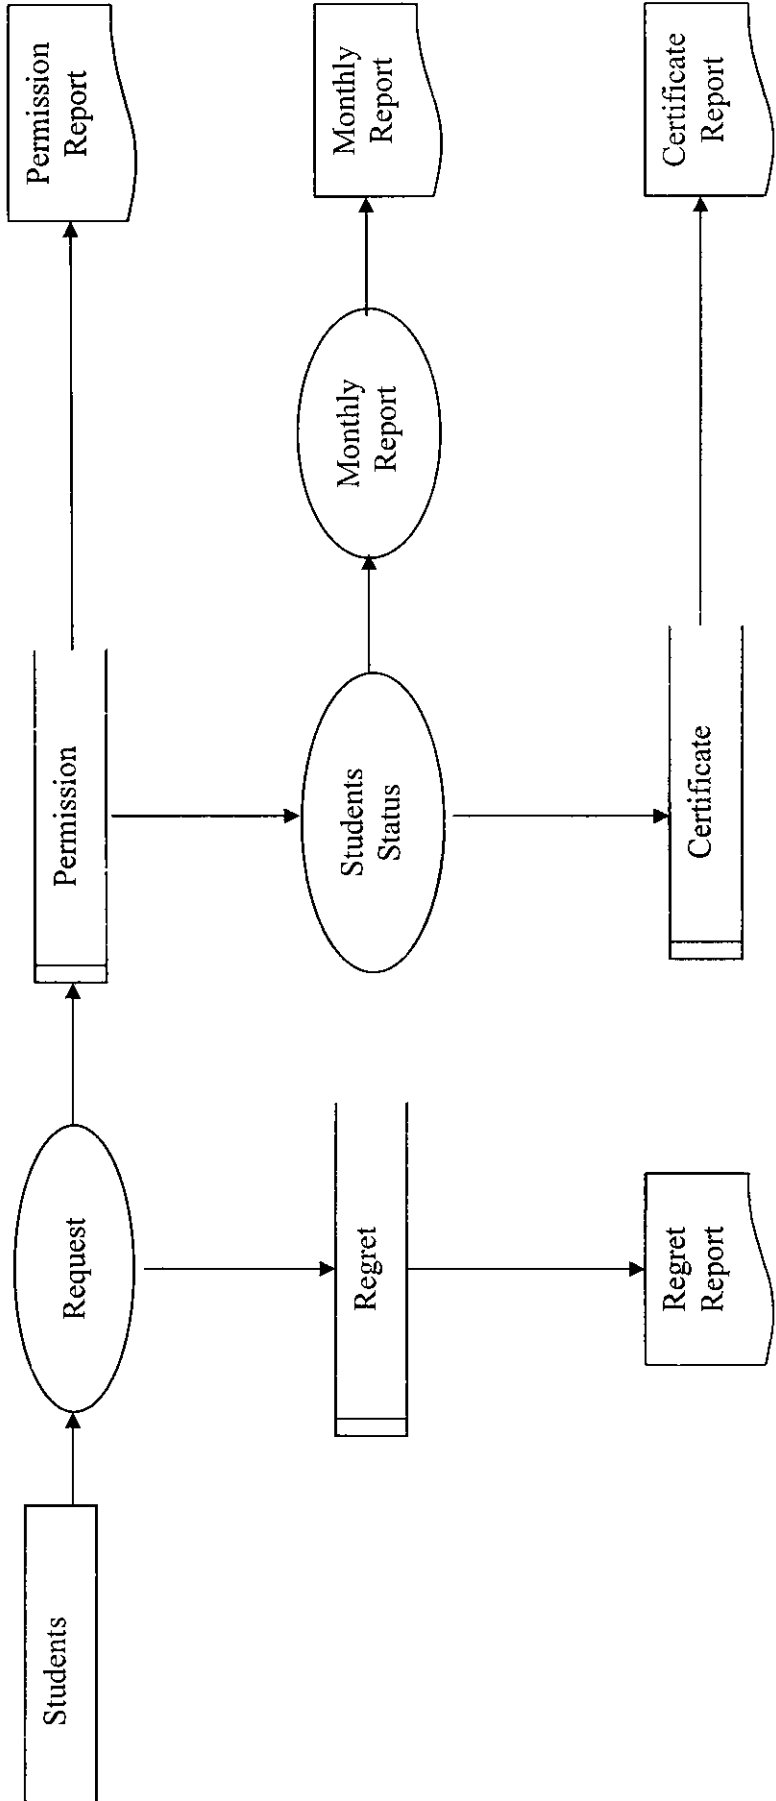 Students
Request
Permission
Permission
Report
Regret
Students
Status
Monthly
Report
Monthly
Report
Regret
Report
Certificate
Certificate
Report